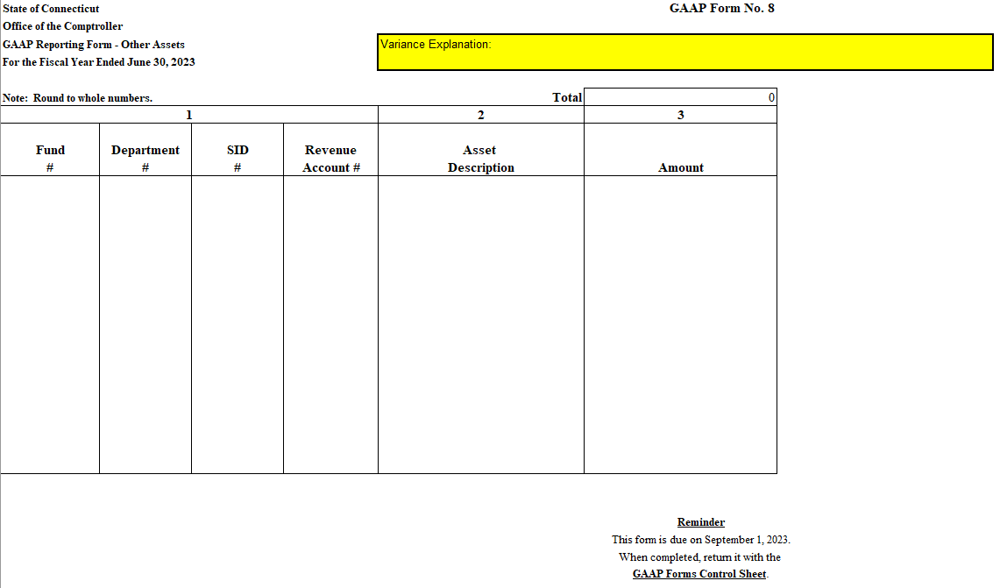 State of Connecticut
GAAP Form No. 8
Office of the Comptroller
GAAP Reporting Form - Other Assets
Variance Explanation:
For the Fiscal Year Ended June 30, 2023
Note: Round to whole numbers.
Total 0
1 2 3
Fund Department SID Revenue Asset
# # # Account # Description Amount
Reminder
This form is due on September 1, 2023.
When completed, return it with the
GAAP Forms Control Sheet.